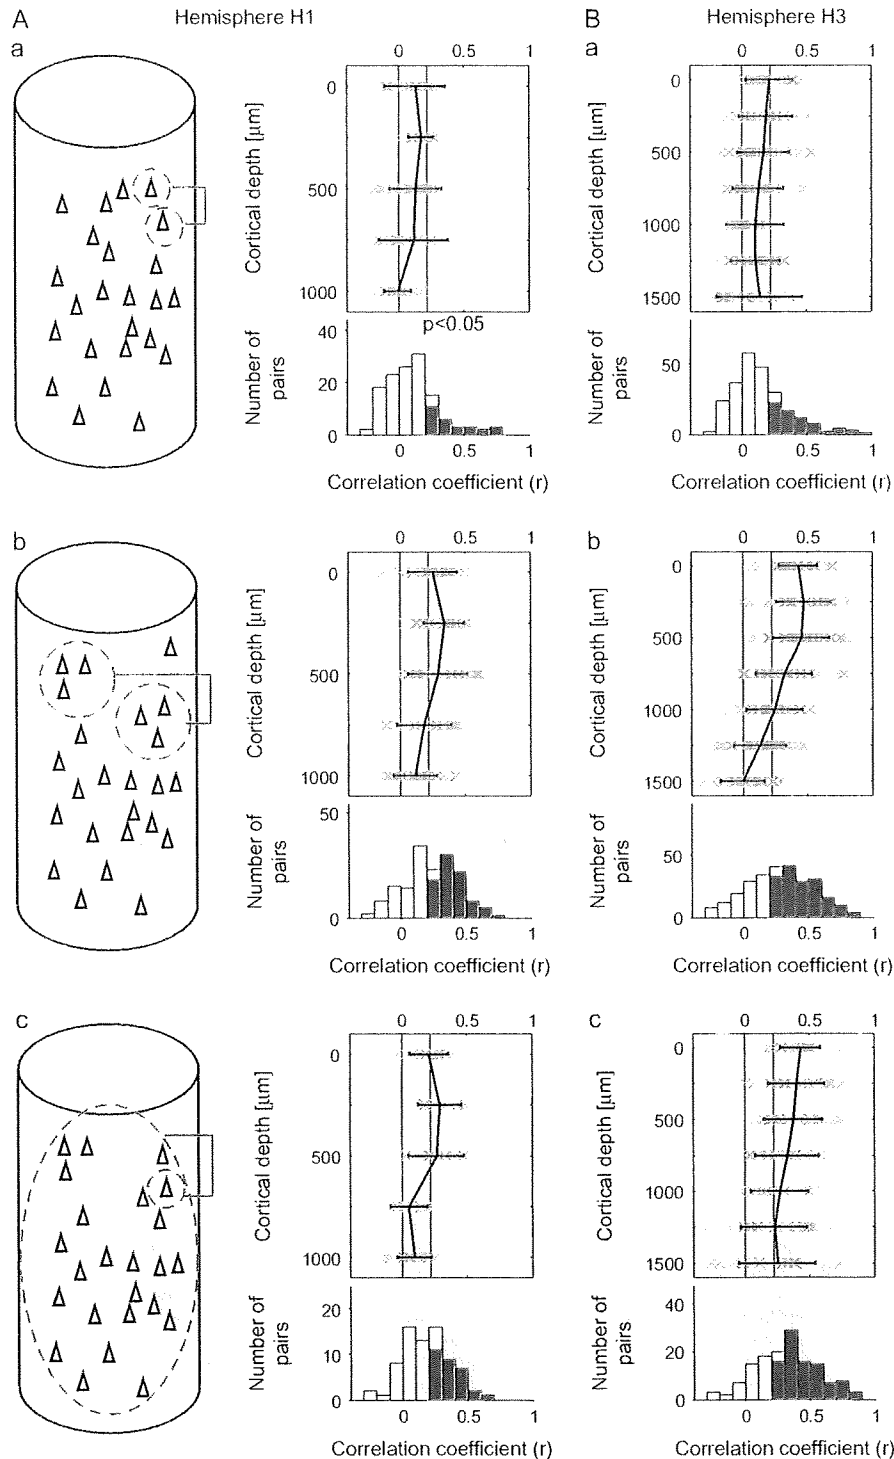 A
Hemisphere H1
B
Hemisphere H3
a
0 0.5 1
0
500
1000
Cortical depth [μm]
p<0.05
40
20
0
Number of
pairs
0 0.5 1
Correlation coefficient (r)
a
0 0.5 1
0
500
1000
1500
Cortical depth [μm]
50
0
Number of
pairs
0 0.5 1
Correlation coefficient (r)
b
0 0.5 1
0
500
1000
Cortical depth [μm]
50
0
Number of
pairs
0 0.5 1
Correlation coefficient (r)
b
0 0.5 1
0
500
1000
1500
Cortical depth [μm]
50
0
Number of
pairs
0 0.5 1
Correlation coefficient (r)
c
0 0.5 1
0
500
1000
Cortical depth [μm]
20
10
0
Number of
pairs
0 0.5 1
Correlation coefficient (r)
c
0 0.5 1
0
500
1000
1500
Cortical depth [μm]
40
20
0
Number of
pairs
0 0.5 1
Correlation coefficient (r)